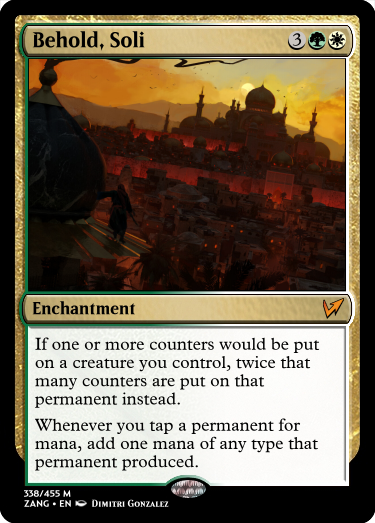 Behold, Soli 3
Enchantment
If one or more counters would be put
on a creature you control, twice that
many counters are put on that
permanent instead.
Whenever you tap a permanent for
mana, add one mana of any type that
permanent produced.
338/455 M
ZANG • EN DIMITRI GONZALEZ